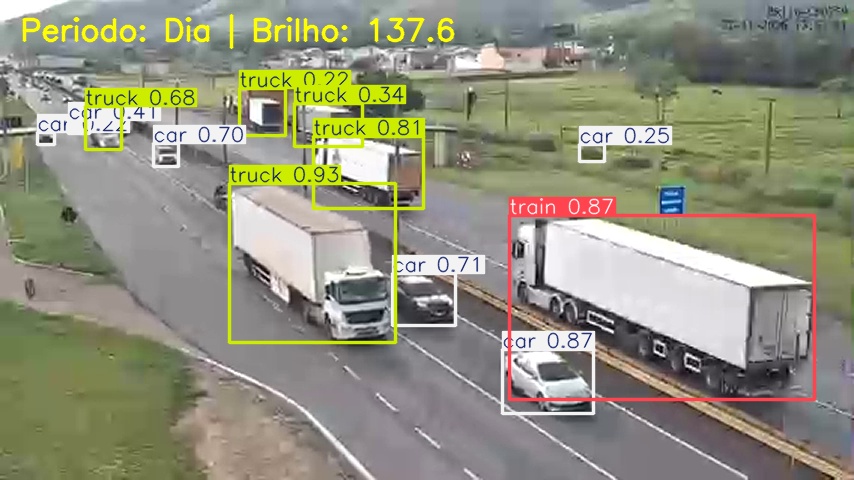 Periodo: Dia | Brilho: 137.6
truck 0.22
truck 0.34
truck 0.68
car 0.41
car 0.22
car 0.70
truck 0.81
car 0.25
truck 0.93
train 0.87
car 0.71
car 0.87